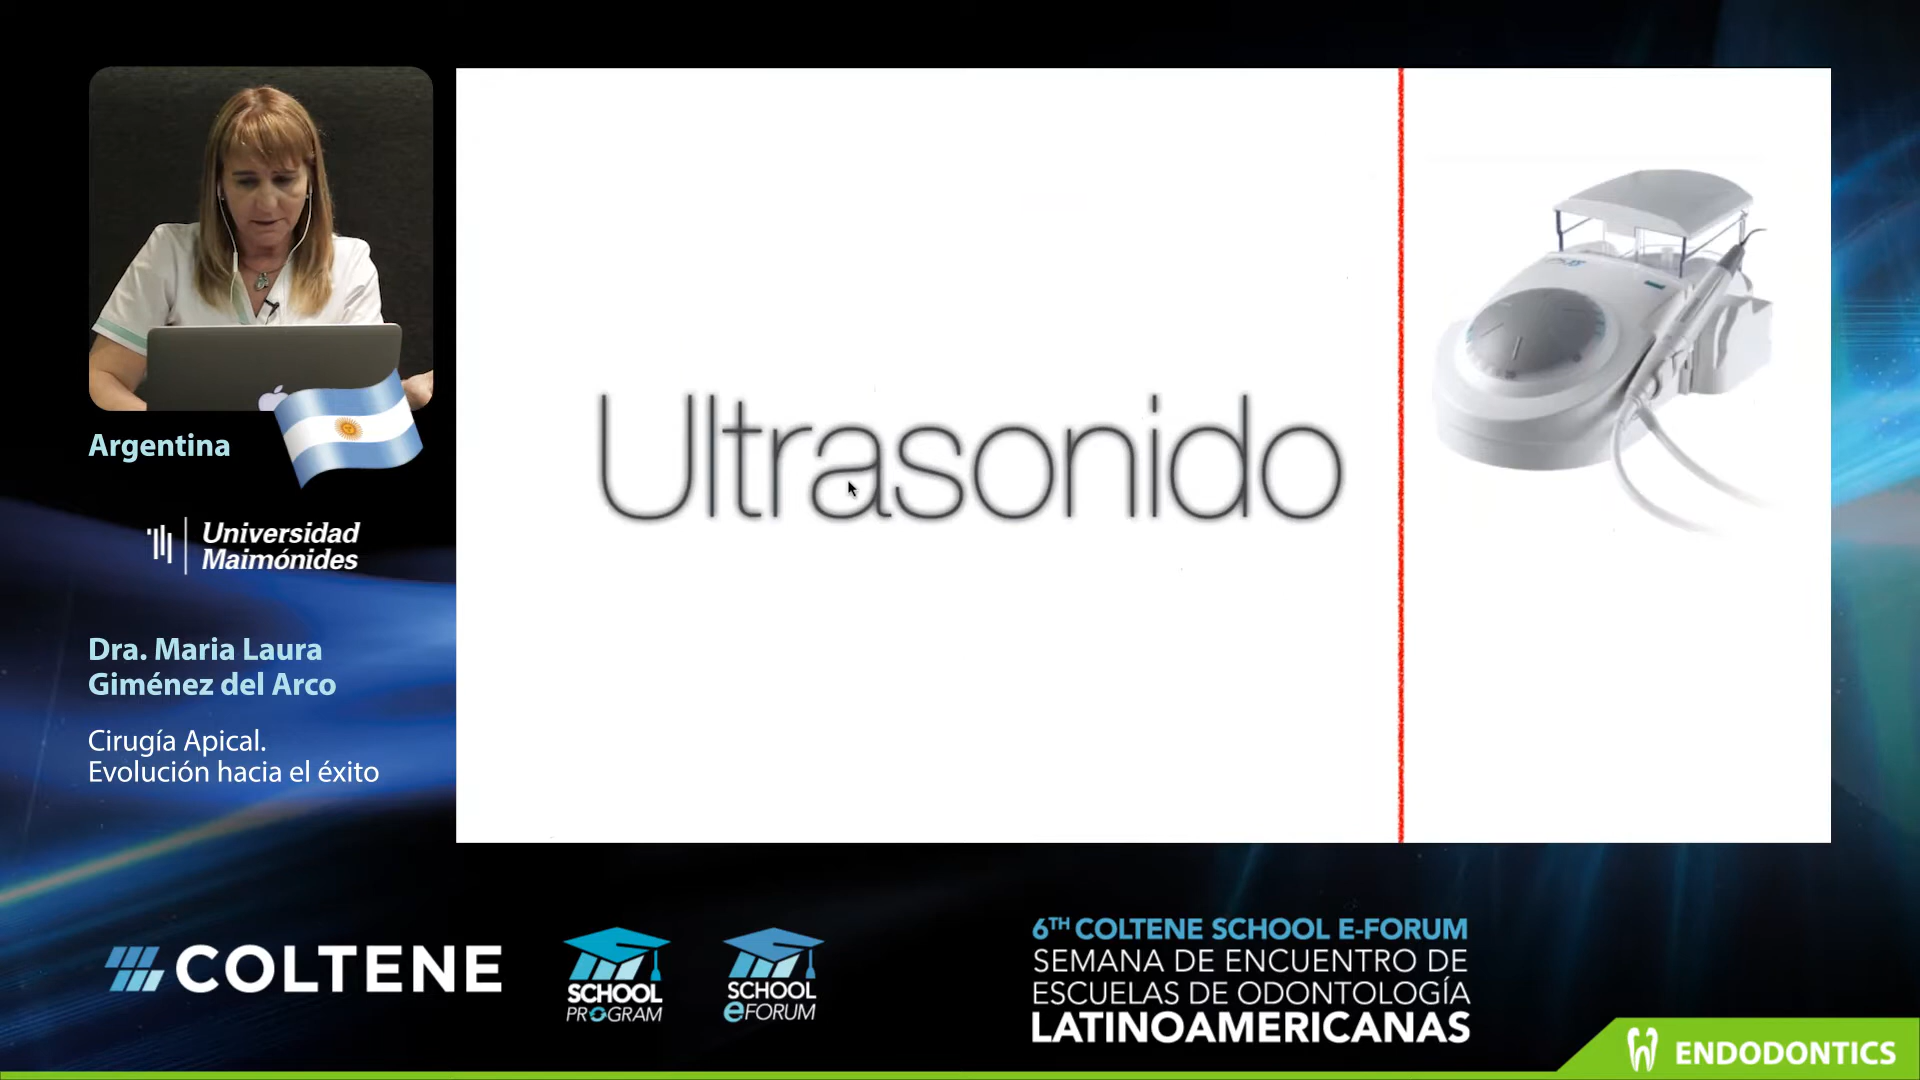 Ultrasonido
Argentina
Universidad
Maimónides
Dra. Maria Laura
Giménez del Arco
Cirugía Apical.
Evolución hacia el éxito
COLTENE
SCHOOL
PROGRAM
SCHOOL
eFORUM
6TH COLTENE SCHOOL E-FORUM
SEMANA DE ENCUENTRO DE
ESCUELAS DE ODONTOLOGÍA
LATINOAMERICANAS
ENDODONTICS